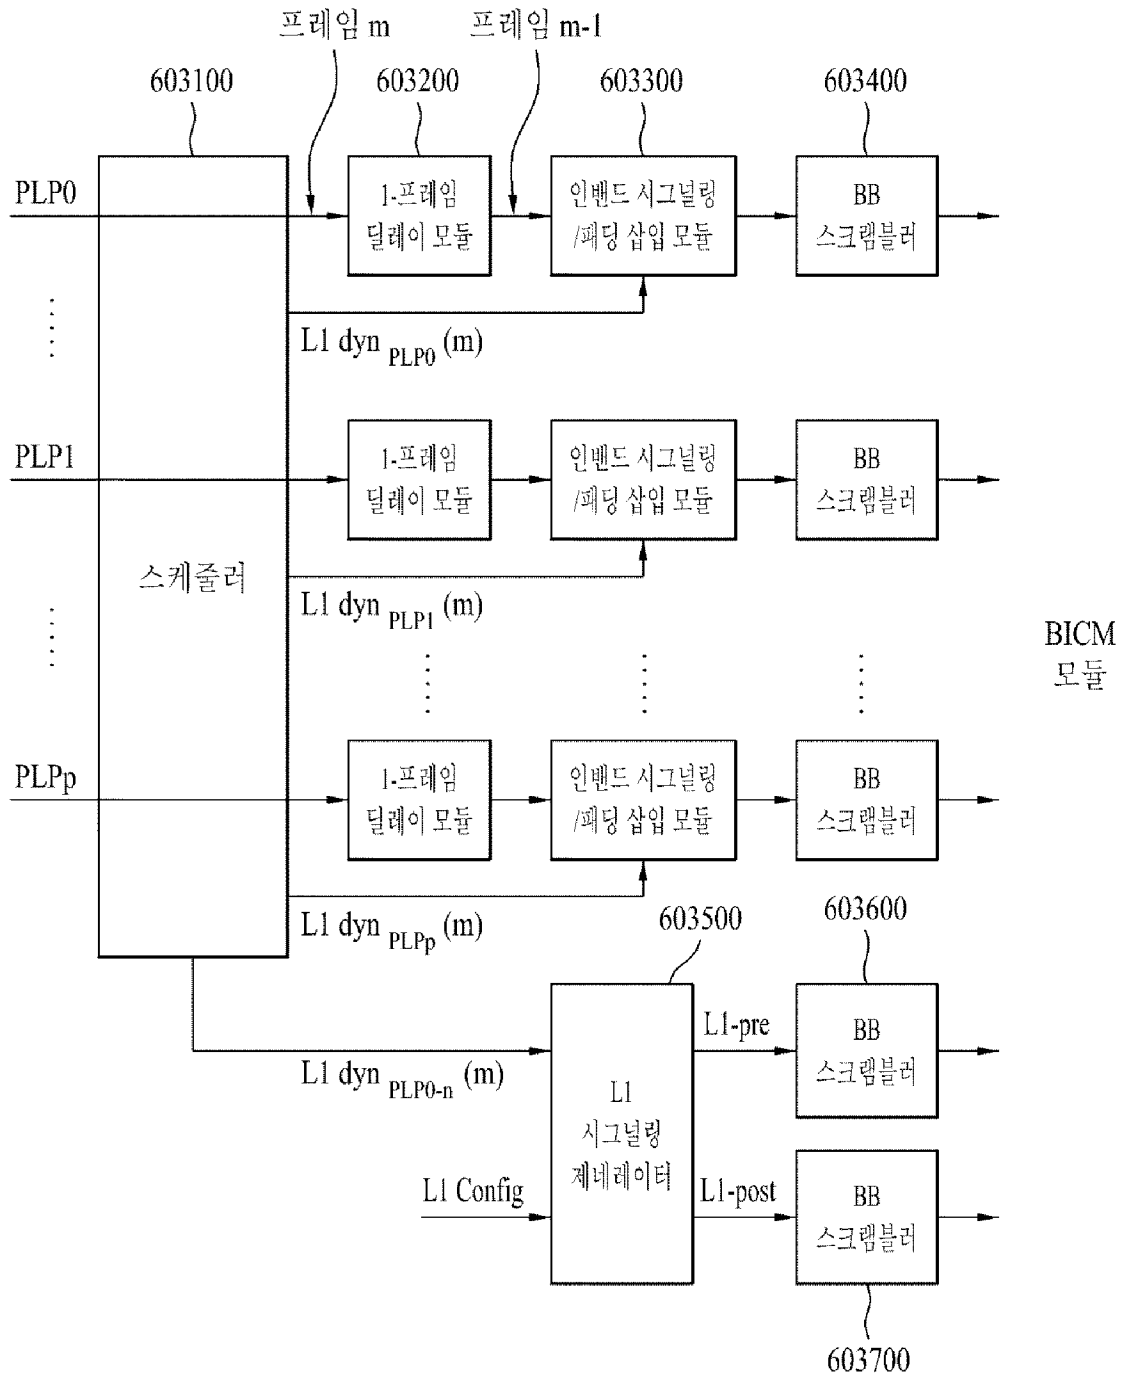 프레임 m
프레임 m-1
603100
603200
603300
603400
PLP0
1-프레임
딜레이 모듈
인밴드 시그널링
/패딩 삽입 모듈
BB
스크램블러
L1 dyn PLP0 (m)
PLP1
1-프레임
딜레이 모듈
인밴드 시그널링
/패딩 삽입 모듈
BB
스크램블러
스케줄러
L1 dyn PLP1 (m)
BICM
모듈
PLPp
1-프레임
딜레이 모듈
인밴드 시그널링
/패딩 삽입 모듈
BB
스크램블러
L1 dyn PLPp (m)
603500
603600
L1 dyn PLP0-n (m)
L1 Config
L1
시그널링
제네레이터
L1-pre
BB
스크램블러
L1-post
BB
스크램블러
603700